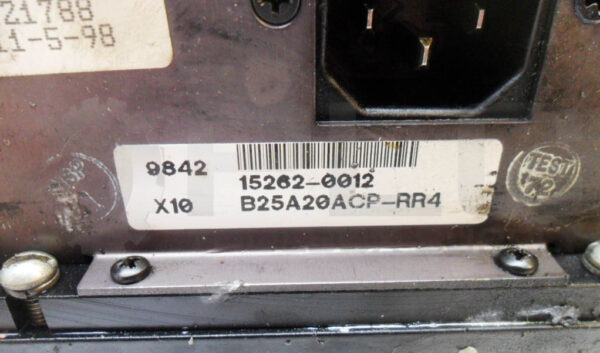 21788
11-5-98
9842 15262-0012
X10 B25A20ACP-RR4
TEST